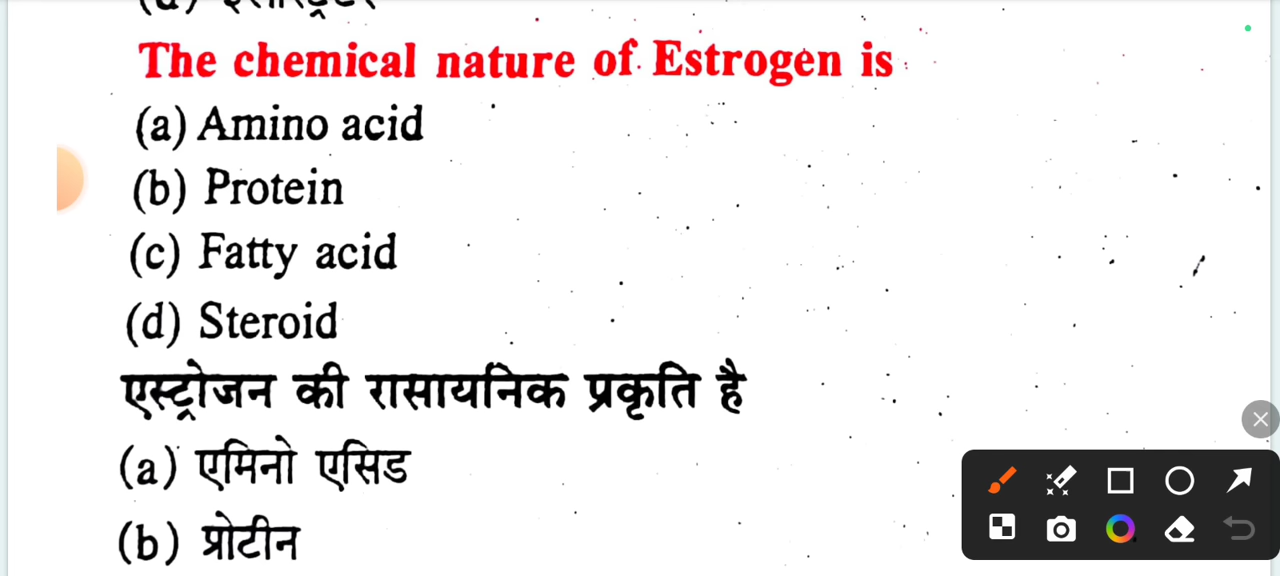 The chemical nature of Estrogen is
(a) Amino acid
(b) Protein
(c) Fatty acid
(d) Steroid
एस्ट्रोजन की रासायनिक प्रकृति है
(a) एमिनो एसिड
(b) प्रोटीन